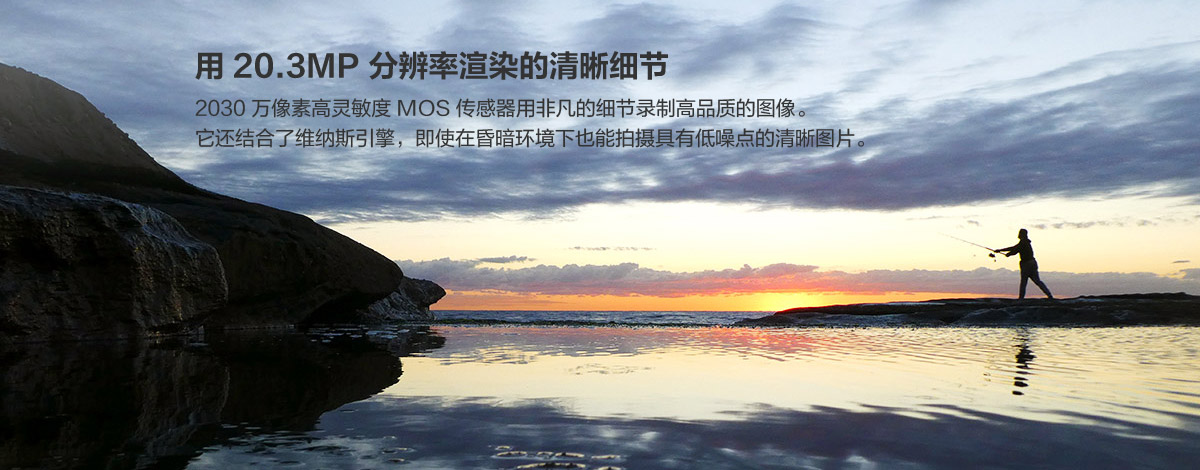 用 20.3MP 分辨率渲染的清晰细节
2030 万像素高灵敏度 MOS 传感器用非凡的细节录制高品质的图像。
它还结合了维纳斯引擎，即使在昏暗环境下也能拍摄具有低噪点的清晰图片。